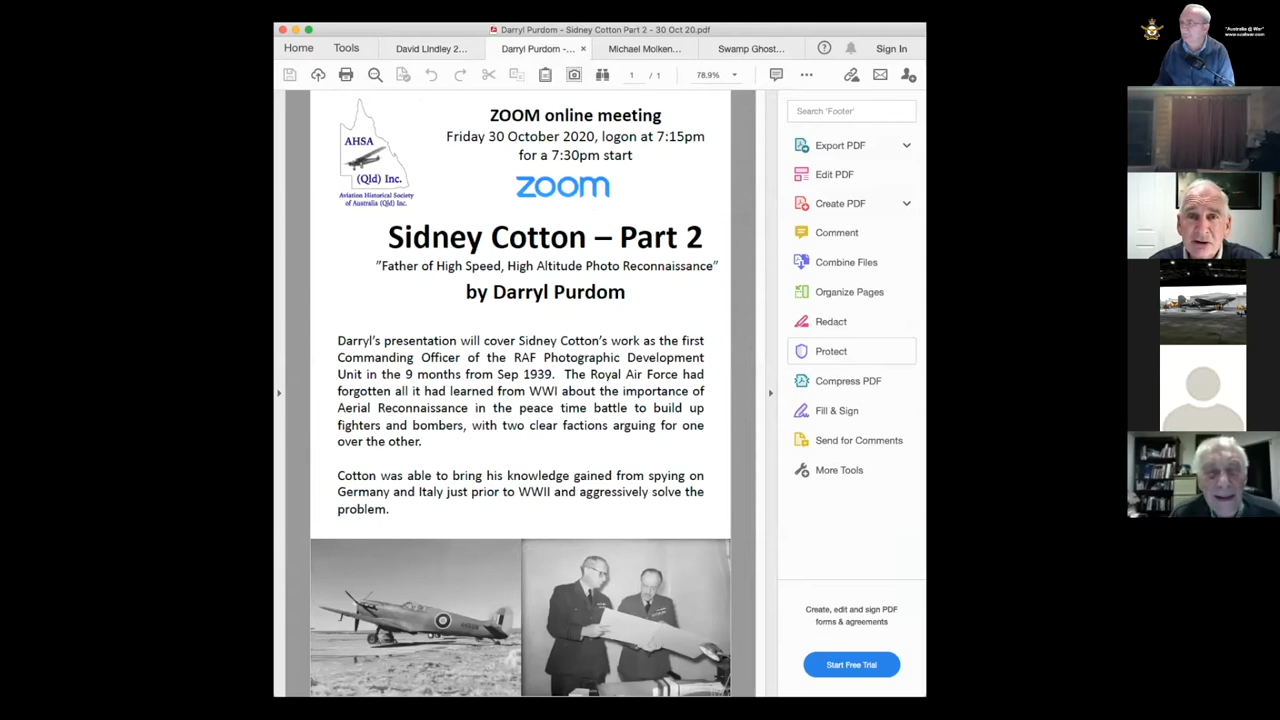 Darryl Purdom - Sidney Cotton Part 2 - 30 Oct 20.pdf
Home
Tools
David LIndley 2...
Darryl Purdom -... ×
Michael Molken...
Swamp Ghost...
Sign In
1 / 1
78.9%
ZOOM online meeting
Friday 30 October 2020, logon at 7:15pm
for a 7:30pm start
zoom
AHSA
(Qld) Inc.
Aviation Historical Society
of Australia (Qld) Inc.
Sidney Cotton – Part 2
"Father of High Speed, High Altitude Photo Reconnaissance"
by Darryl Purdom
Darryl's presentation will cover Sidney Cotton's work as the first
Commanding Officer of the RAF Photographic Development
Unit in the 9 months from Sep 1939. The Royal Air Force had
forgotten all it had learned from WWI about the importance of
Aerial Reconnaissance in the peace time battle to build up
fighters and bombers, with two clear factions arguing for one
over the other.
Cotton was able to bring his knowledge gained from spying on
Germany and Italy just prior to WWII and aggressively solve the
problem.
Search 'Footer'
Export PDF
Edit PDF
Create PDF
Comment
Combine Files
Organize Pages
Redact
Protect
Compress PDF
Fill & Sign
Send for Comments
More Tools
Create, edit and sign PDF
forms & agreements
Start Free Trial
"Australia @ War"
www.ozatwar.com